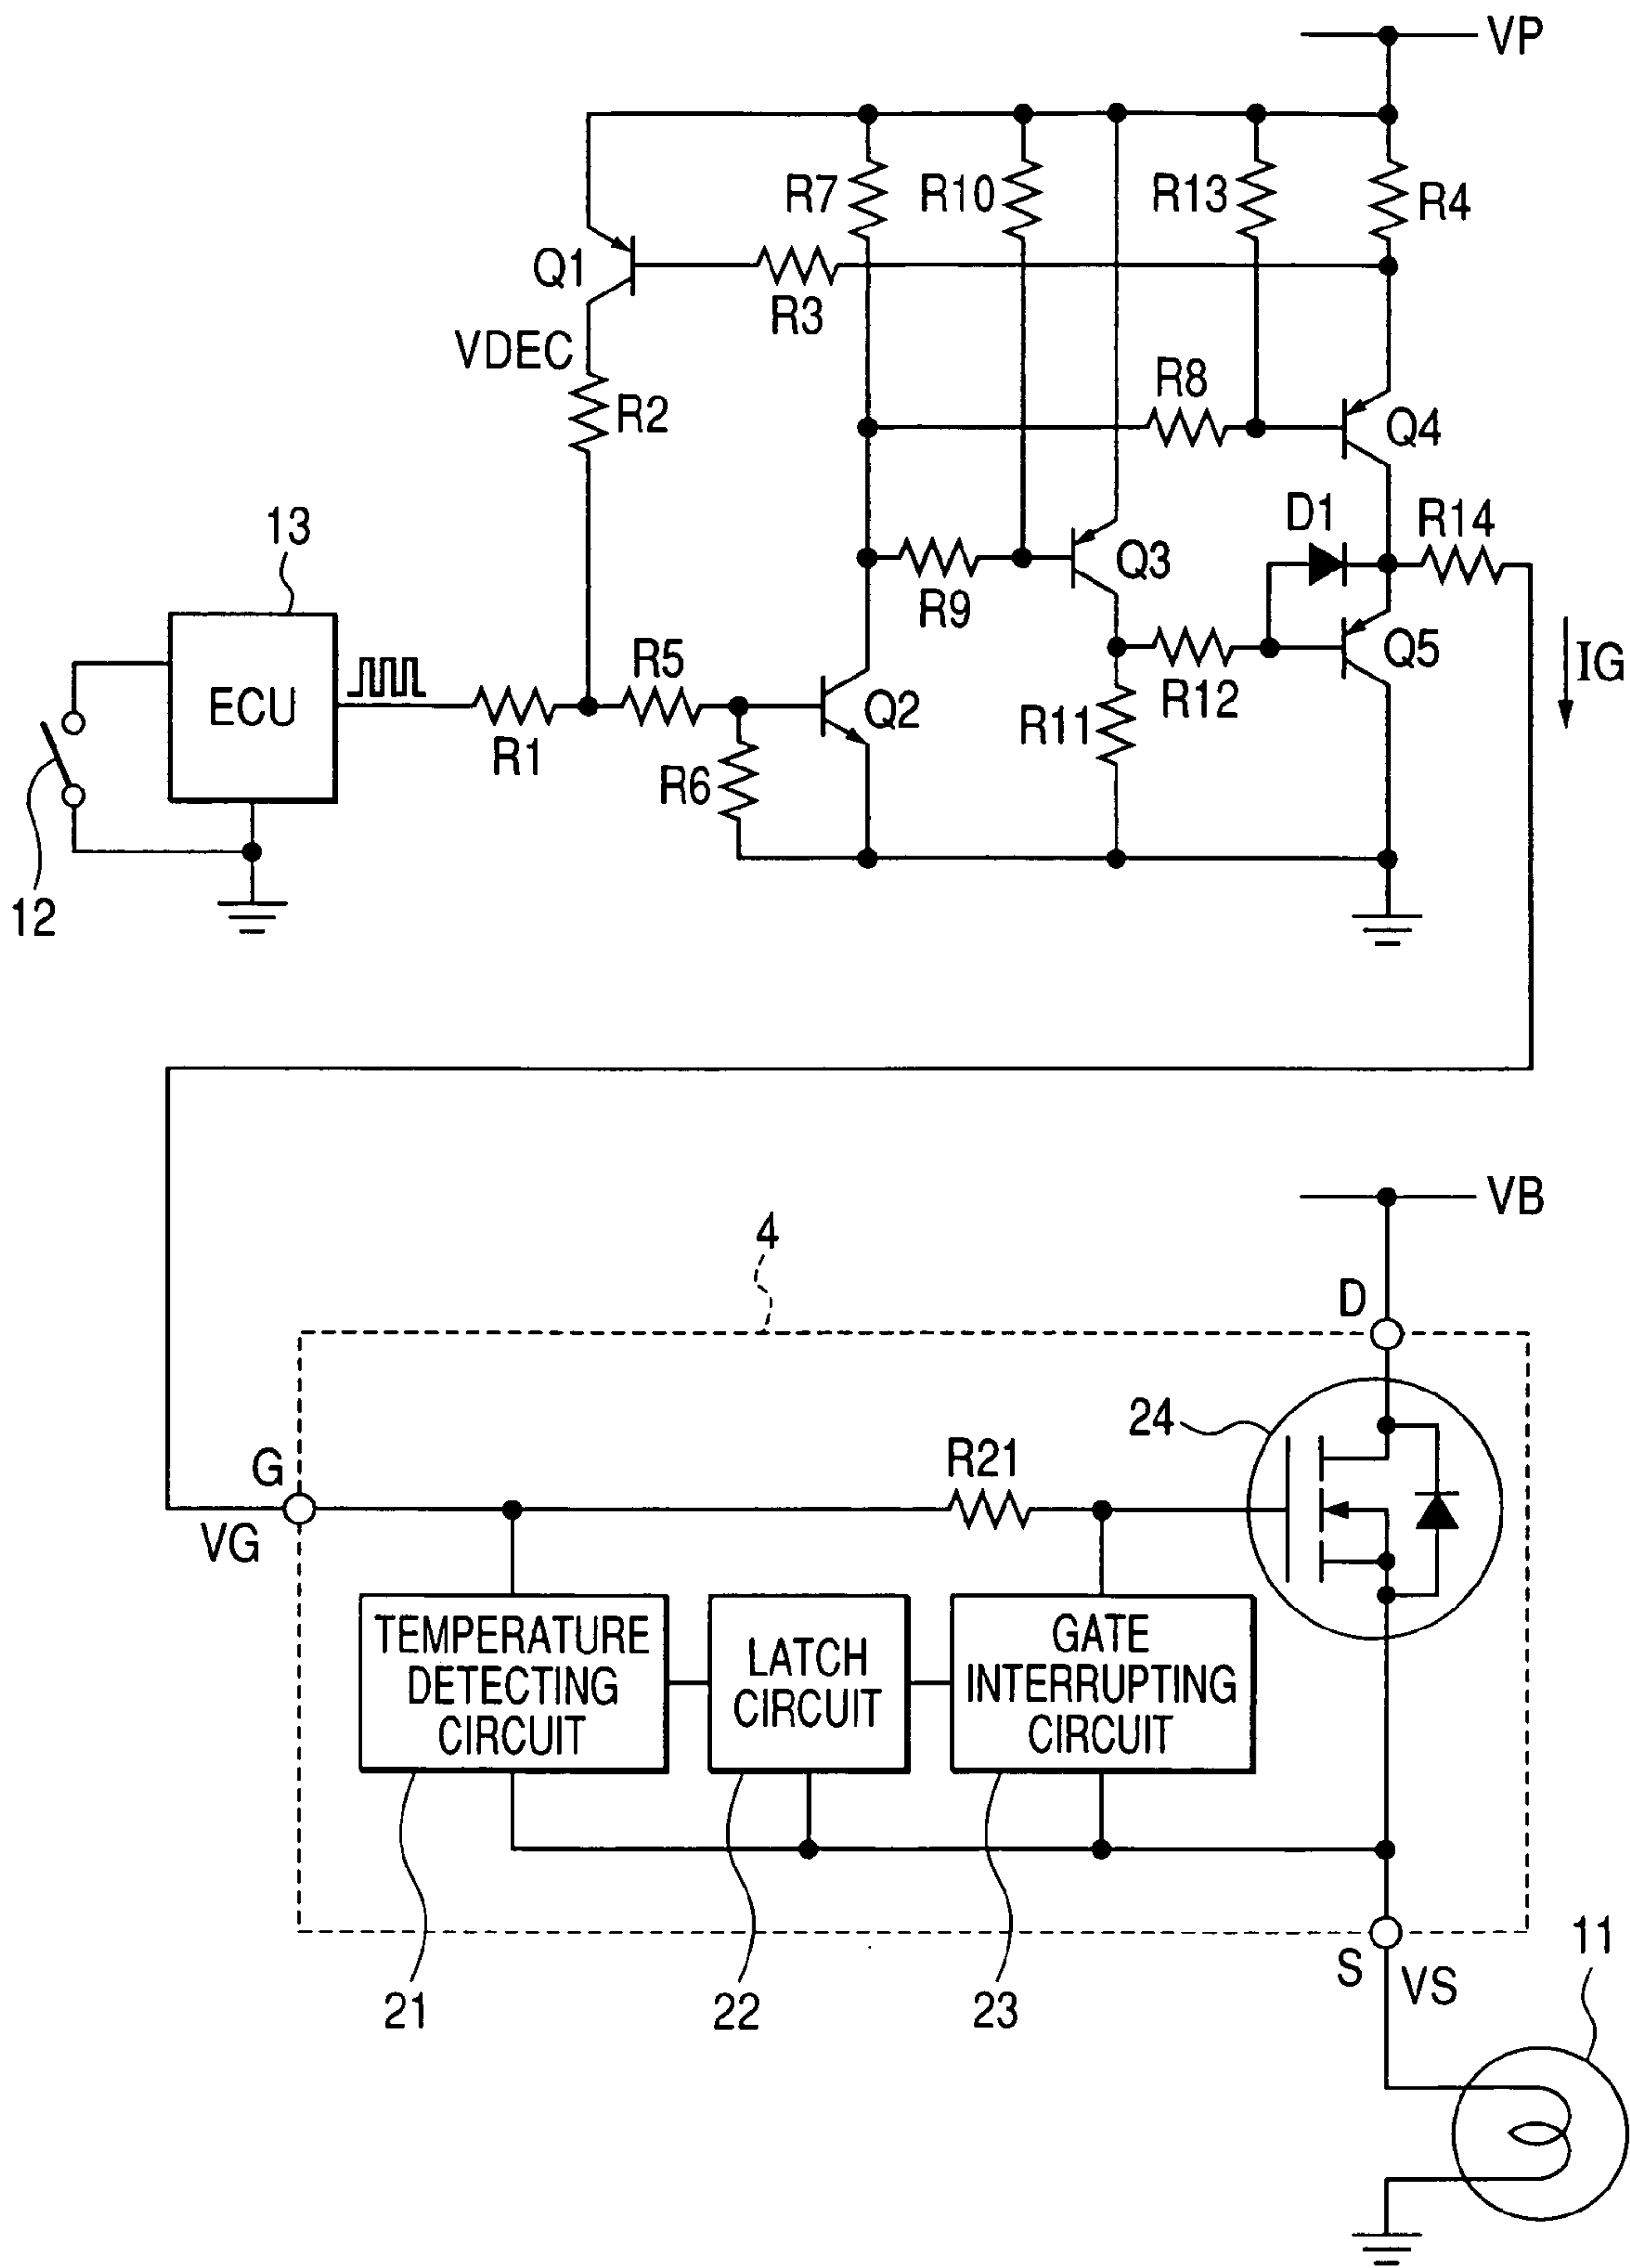 VP
R7
R10
R13
R4
Q1
R3
VDEC
R2
R8
Q4
13
D1
R14
Q3
R9
R5
Q5
IG
ECU
R1
Q2
R12
R11
R6
12
VB
4
D
24
G
R21
VG
TEMPERATURE
DETECTING
CIRCUIT
LATCH
CIRCUIT
GATE
INTERRUPTING
CIRCUIT
11
S
VS
21
22
23